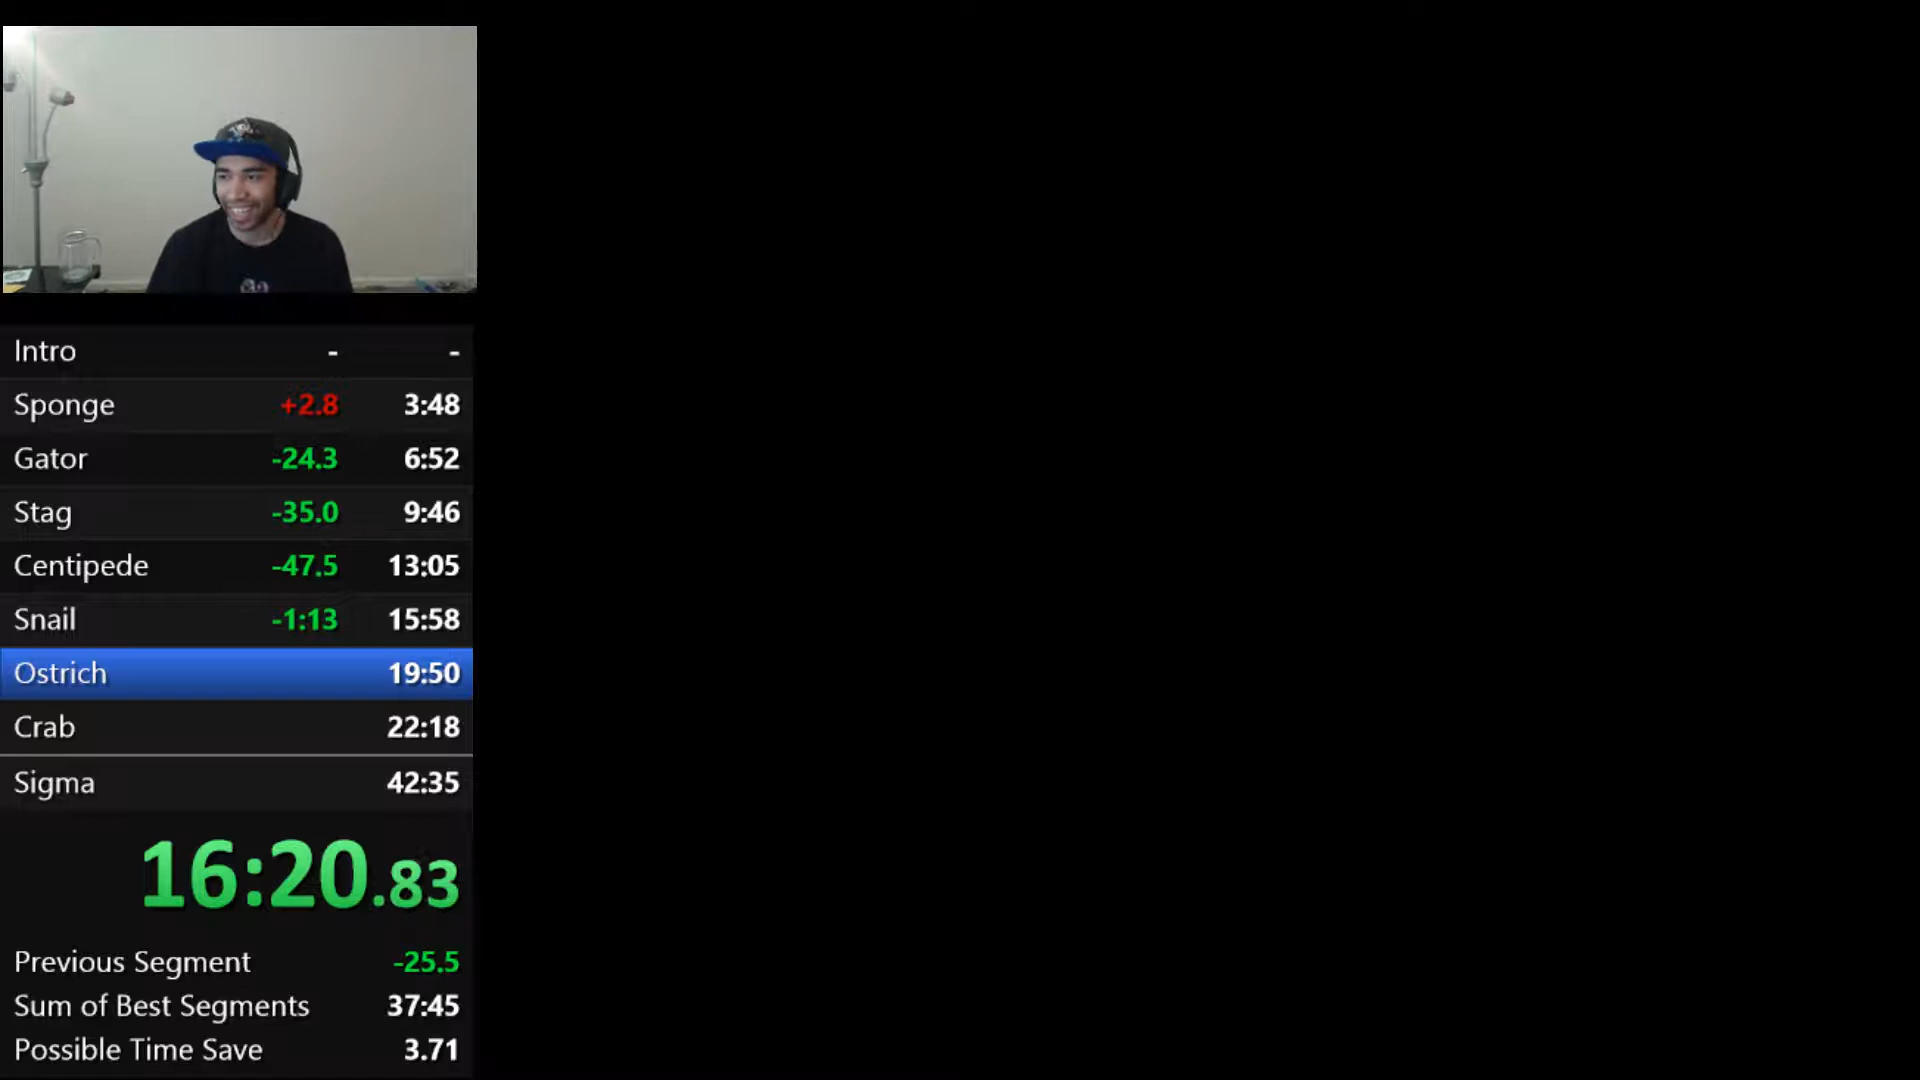 Intro - -
Sponge +2.8 3:48
Gator -24.3 6:52
Stag -35.0 9:46
Centipede -47.5 13:05
Snail -1:13 15:58
Ostrich 19:50
Crab 22:18
Sigma 42:35
16:20.83
Previous Segment -25.5
Sum of Best Segments 37:45
Possible Time Save 3.71